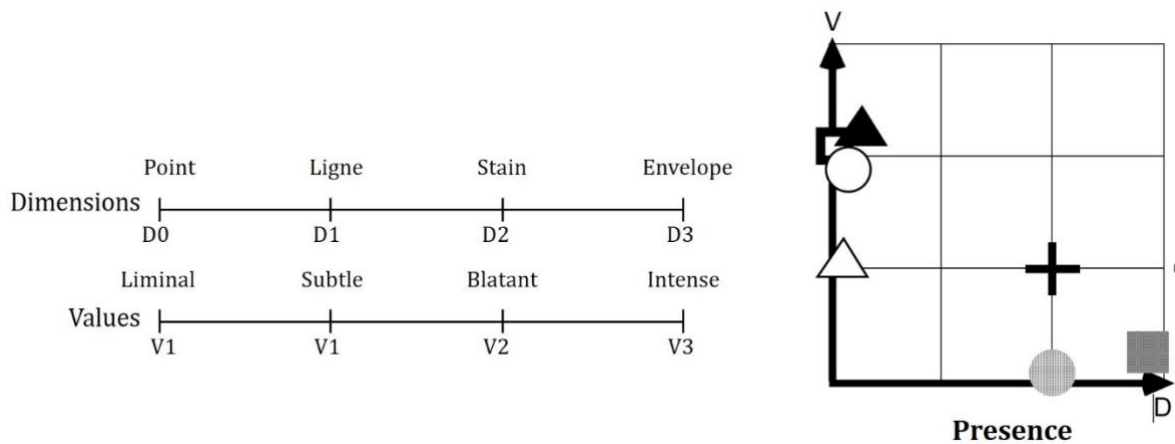 Point Ligne Stain Envelope
Dimensions
D0 D1 D2 D3
Liminal Subtle Blatant Intense
Values
V1 V1 V2 V3
V
D
Presence